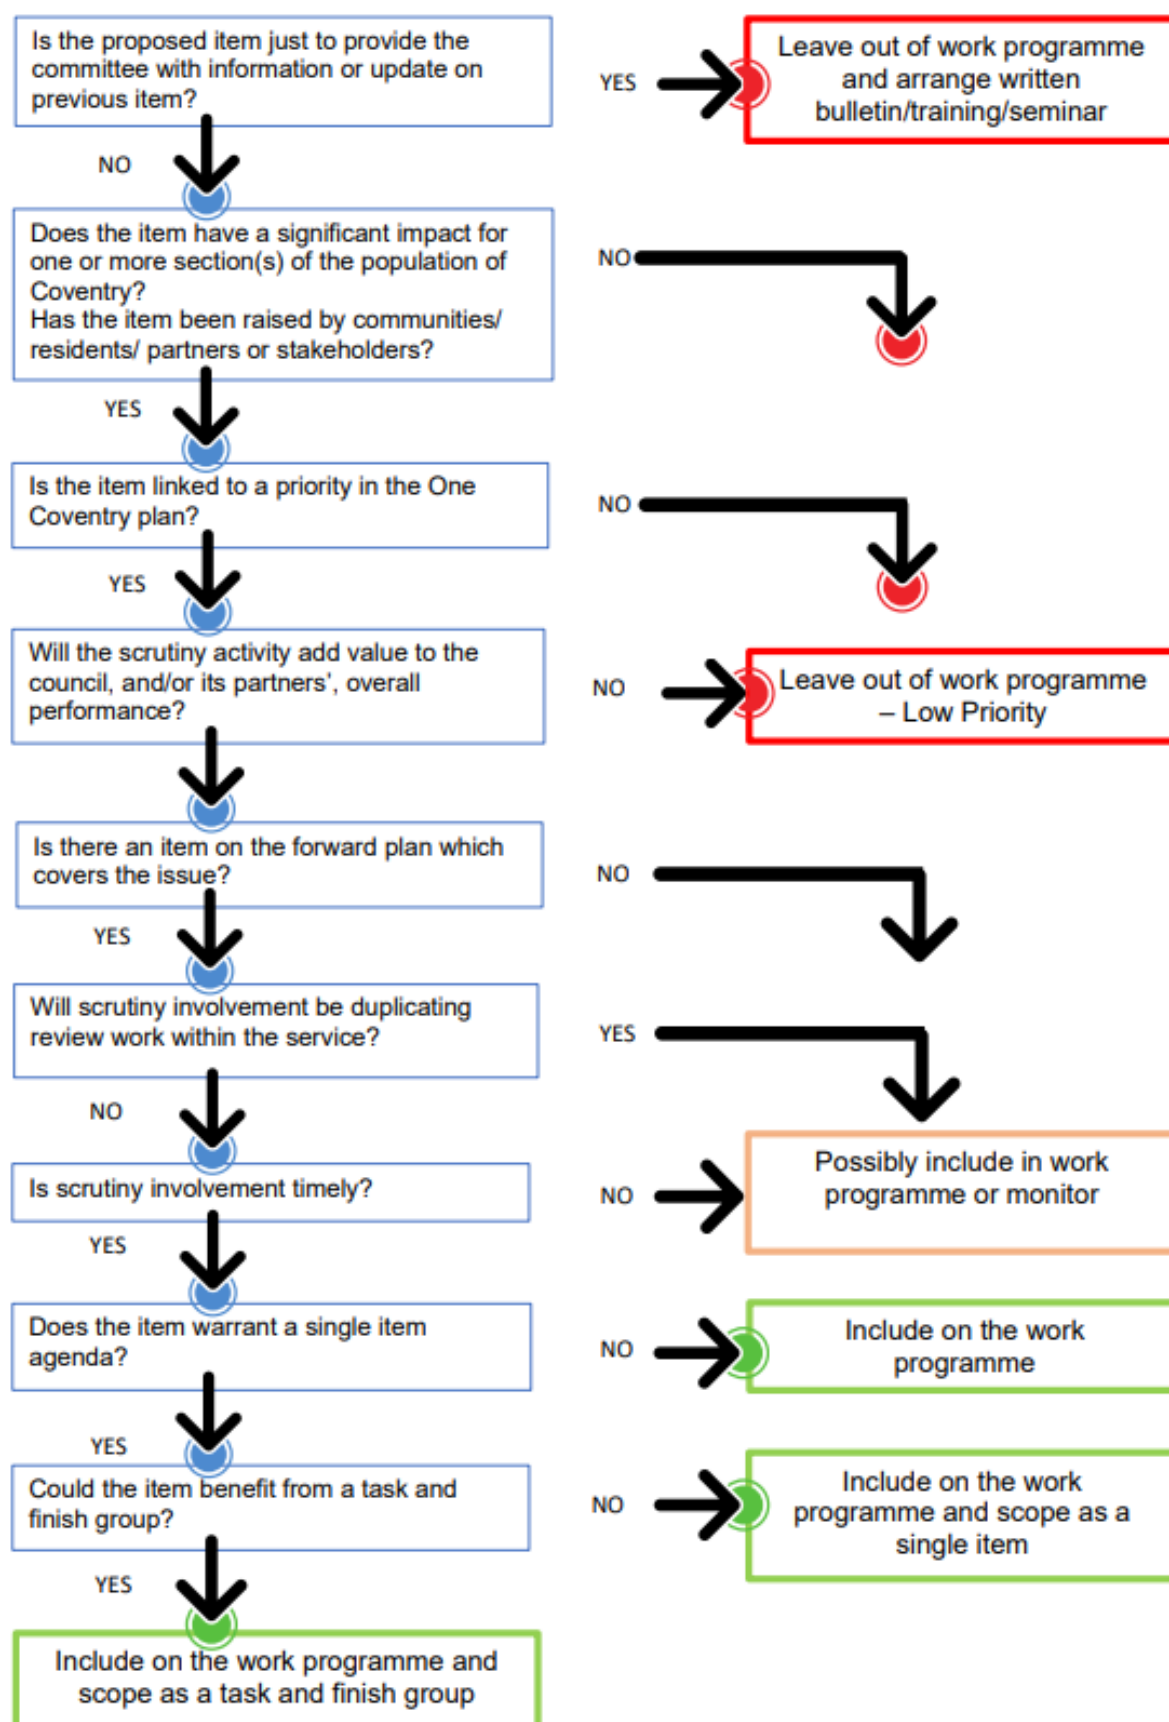 Is the proposed item just to provide the
committee with information or update on
previous item?
YES
Leave out of work programme
and arrange written
bulletin/training/seminar
NO
Does the item have a significant impact for
one or more section(s) of the population of
Coventry?
Has the item been raised by communities/
residents/ partners or stakeholders?
NO
YES
Is the item linked to a priority in the One
Coventry plan?
NO
YES
Will the scrutiny activity add value to the
council, and/or its partners', overall
performance?
NO
Leave out of work programme
– Low Priority
Is there an item on the forward plan which
covers the issue?
NO
YES
Will scrutiny involvement be duplicating
review work within the service?
YES
NO
Is scrutiny involvement timely?
NO
Possibly include in work
programme or monitor
YES
Does the item warrant a single item
agenda?
NO
Include on the work
programme
YES
Could the item benefit from a task and
finish group?
NO
Include on the work
programme and scope as a
single item
YES
Include on the work programme and
scope as a task and finish group